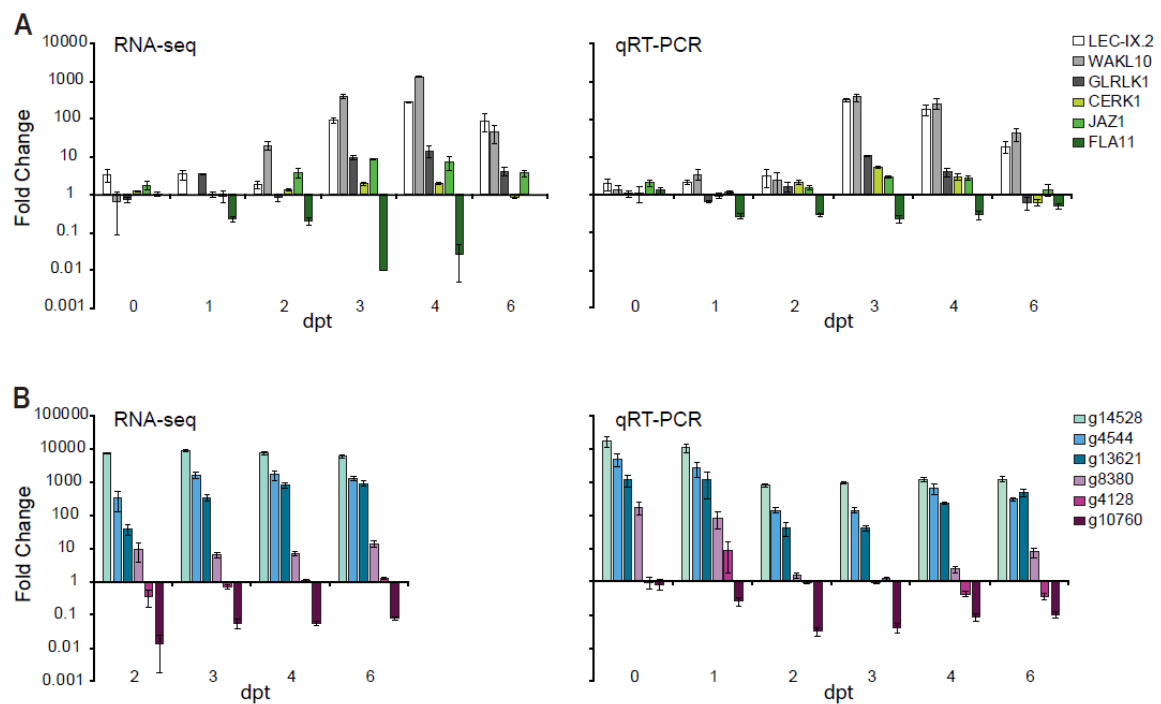 A
RNA-seq
Fold Change
10000
1000
100
10
1
0.1
0.01
0.001
0 1 2 3 4 6
dpt
qRT-PCR
0 1 2 3 4 6
dpt
LEC-IX.2
WAKL10
GLRLK1
CERK1
JAZ1
FLA11
B
RNA-seq
Fold Change
100000
10000
1000
100
10
1
0.1
0.01
0.001
2 3 4 6
dpt
qRT-PCR
0 1 2 3 4 6
dpt
g14528
g4544
g13621
g8380
g4128
g10760